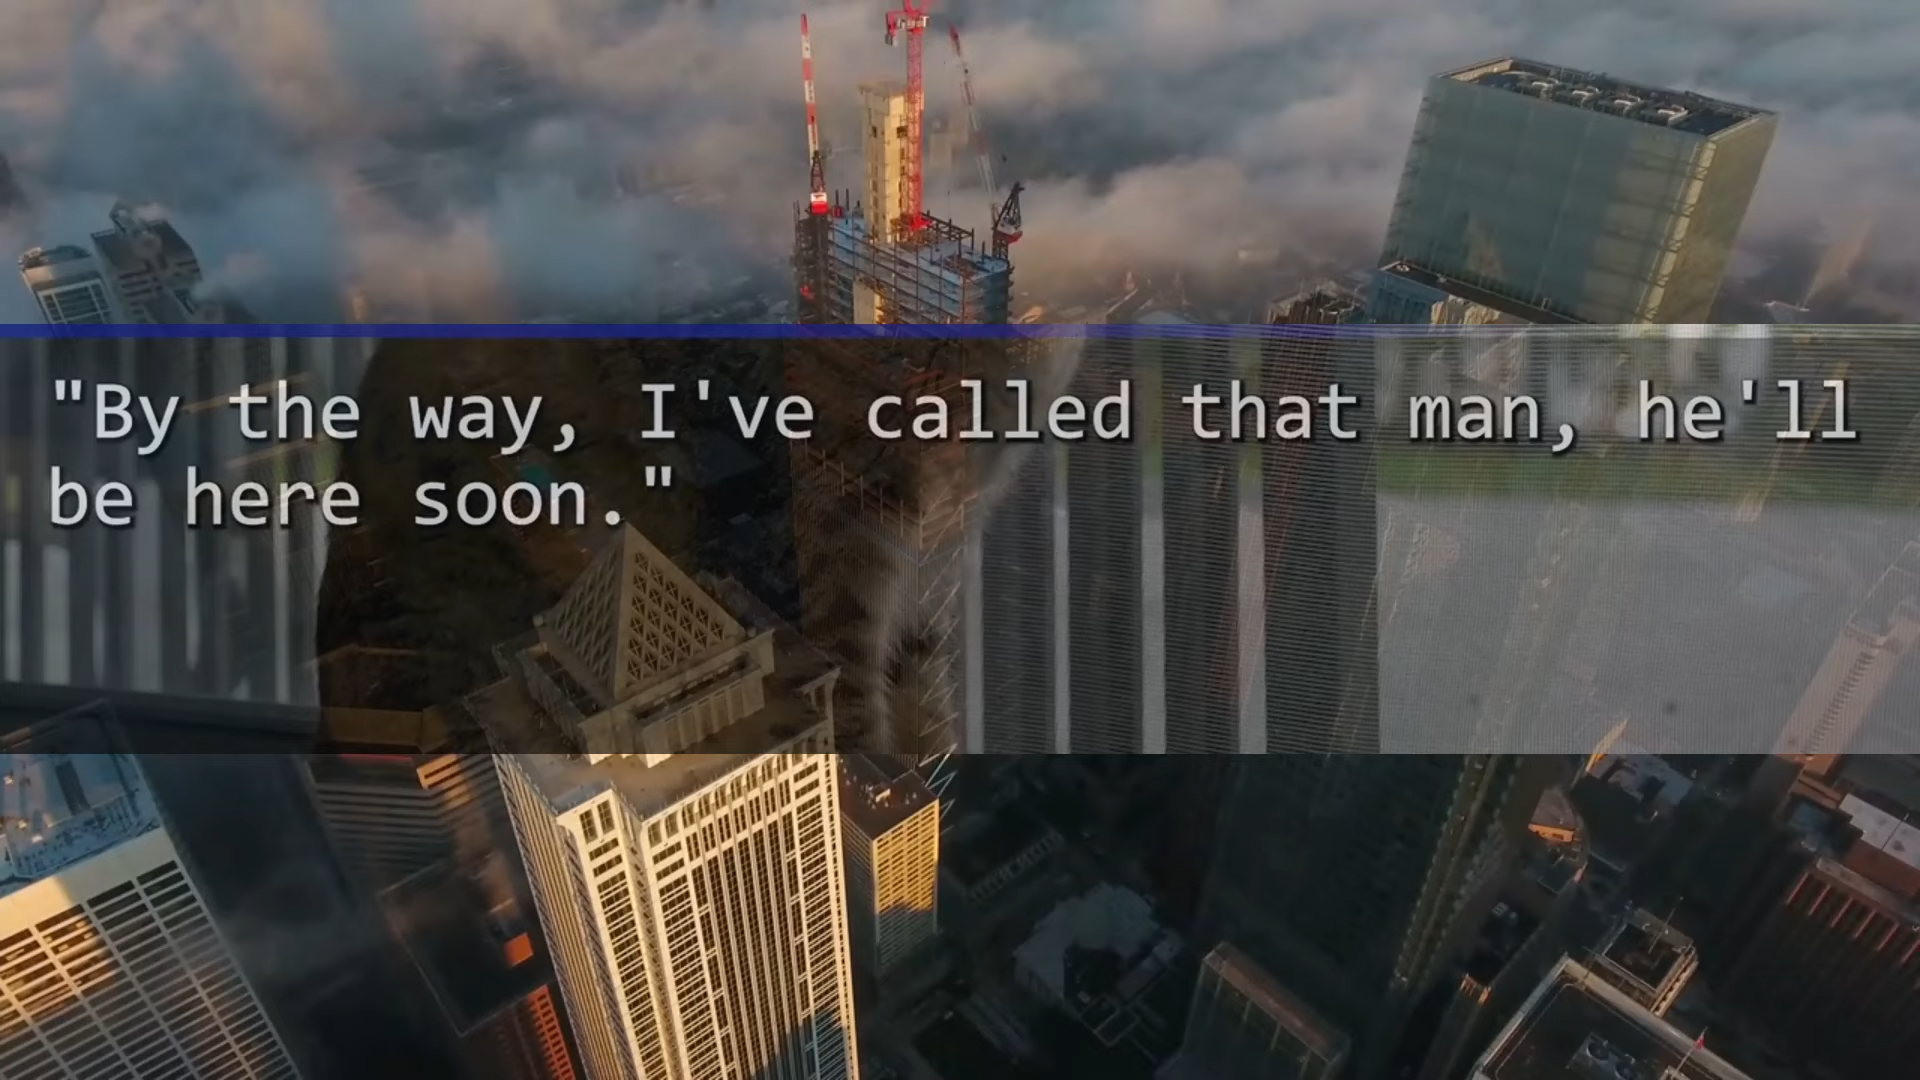 "By the way, I've called that man, he'll
be here soon."